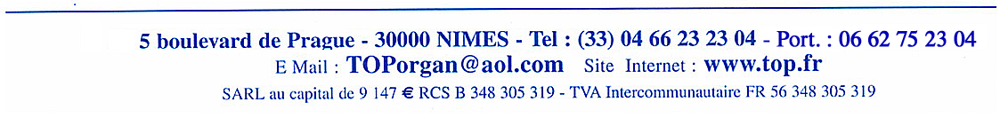 5 boulevard de Prague - 30000 NIMES - Tel : (33) 04 66 23 23 04 - Port. : 06 62 75 23 04
E Mail : TOPorgan@aol.com Site Internet : www.top.fr
SARL au capital de 9 147 € RCS B 348 305 319 - TVA Intercommunautaire FR 56 348 305 319